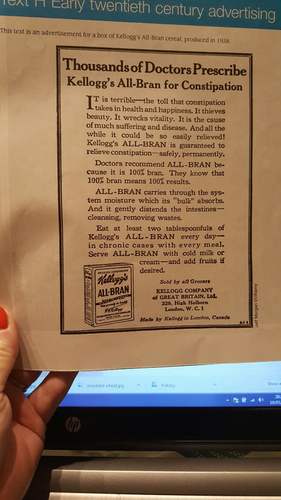 Text H Early twentieth century advertising
This text is an advertisement for a box of Kellogg's All-Bran cereal, produced in 1928.
Thousands of Doctors Prescribe
Kellogg's All-Bran for Constipation
IT is terrible—the toll that constipation
takes in health and happiness. It thieves
beauty. It wrecks vitality. It is the cause
of much suffering and disease. And all the
while it could be so easily relieved!
Kellogg's ALL-BRAN is guaranteed to
relieve constipation—safely, permanently.
Doctors recommend ALL-BRAN be-
cause it is 100% bran. They know that
100% bran means 100% results.
ALL-BRAN carries through the sys-
tem moisture which its "bulk" absorbs.
And it gently distends the intestines—
cleansing, removing wastes.
Eat at least two tablespoonfuls of
Kellogg's ALL-BRAN every day—
in chronic cases with every meal.
Serve ALL-BRAN with cold milk or
cream—and add fruits if
desired.
Kellogg's
ALL-BRAN
Sold by all Grocers
KELLOGG COMPANY
of GREAT BRITAIN, Ltd.
329, High Holborn
London, W. C. 1
Made by Kellogg in London, Canada
hp